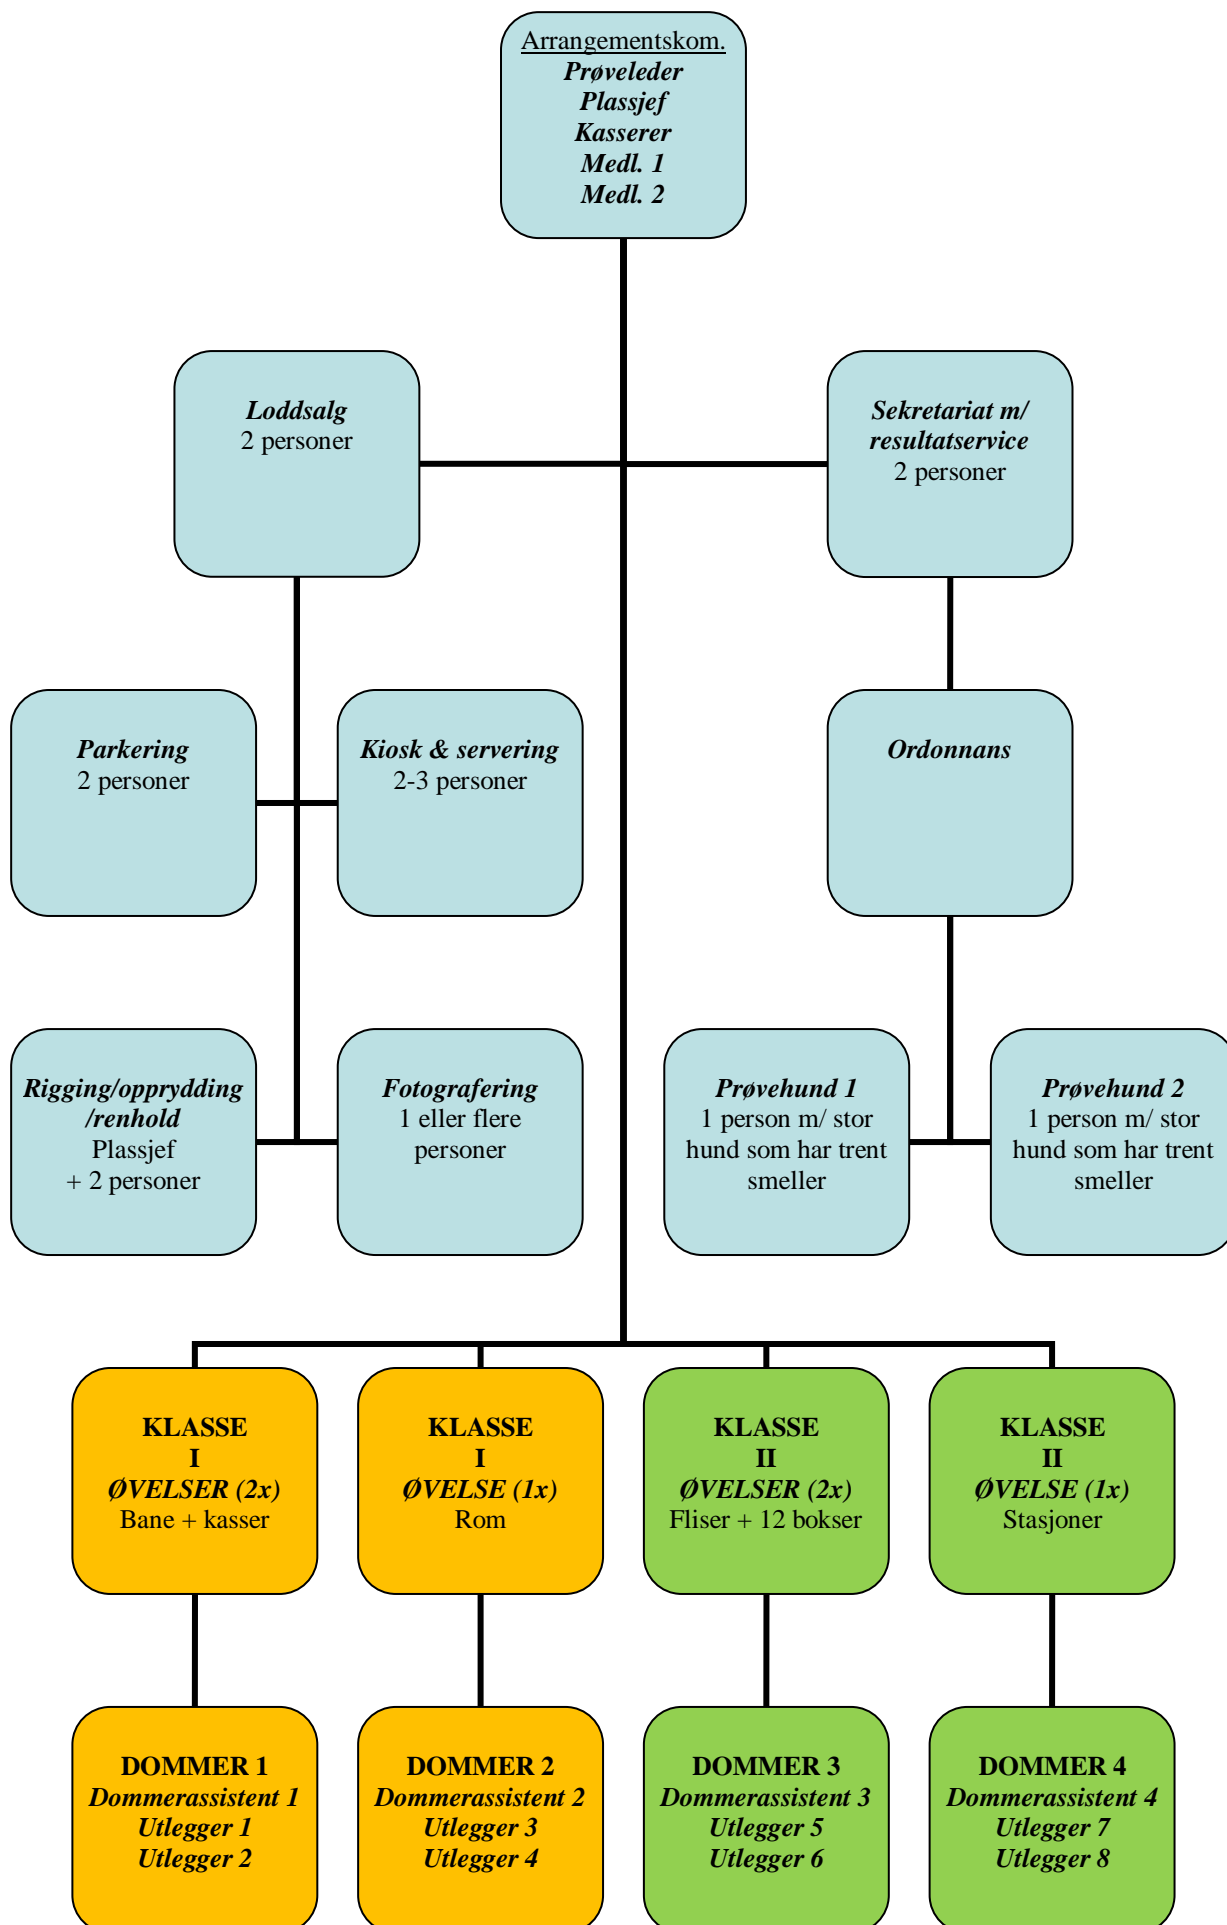 Arrangementskom.
Prøveleder
Plassjef
Kasserer
Medl. 1
Medl. 2
Loddsalg
2 personer
Sekretariat m/
resultatservice
2 personer
Parkering
2 personer
Kiosk & servering
2-3 personer
Ordonnans
Rigging/opprydding
/renhold
Plassjef
+ 2 personer
Fotografering
1 eller flere
personer
Prøvehund 1
1 person m/ stor
hund som har trent
smeller
Prøvehund 2
1 person m/ stor
hund som har trent
smeller
KLASSE
I
ØVELSER (2x)
Bane + kasser
KLASSE
I
ØVELSE (1x)
Rom
KLASSE
II
ØVELSER (2x)
Fliser + 12 bokser
KLASSE
II
ØVELSE (1x)
Stasjoner
DOMMER 1
Dommerassistent 1
Utlegger 1
Utlegger 2
DOMMER 2
Dommerassistent 2
Utlegger 3
Utlegger 4
DOMMER 3
Dommerassistent 3
Utlegger 5
Utlegger 6
DOMMER 4
Dommerassistent 4
Utlegger 7
Utlegger 8